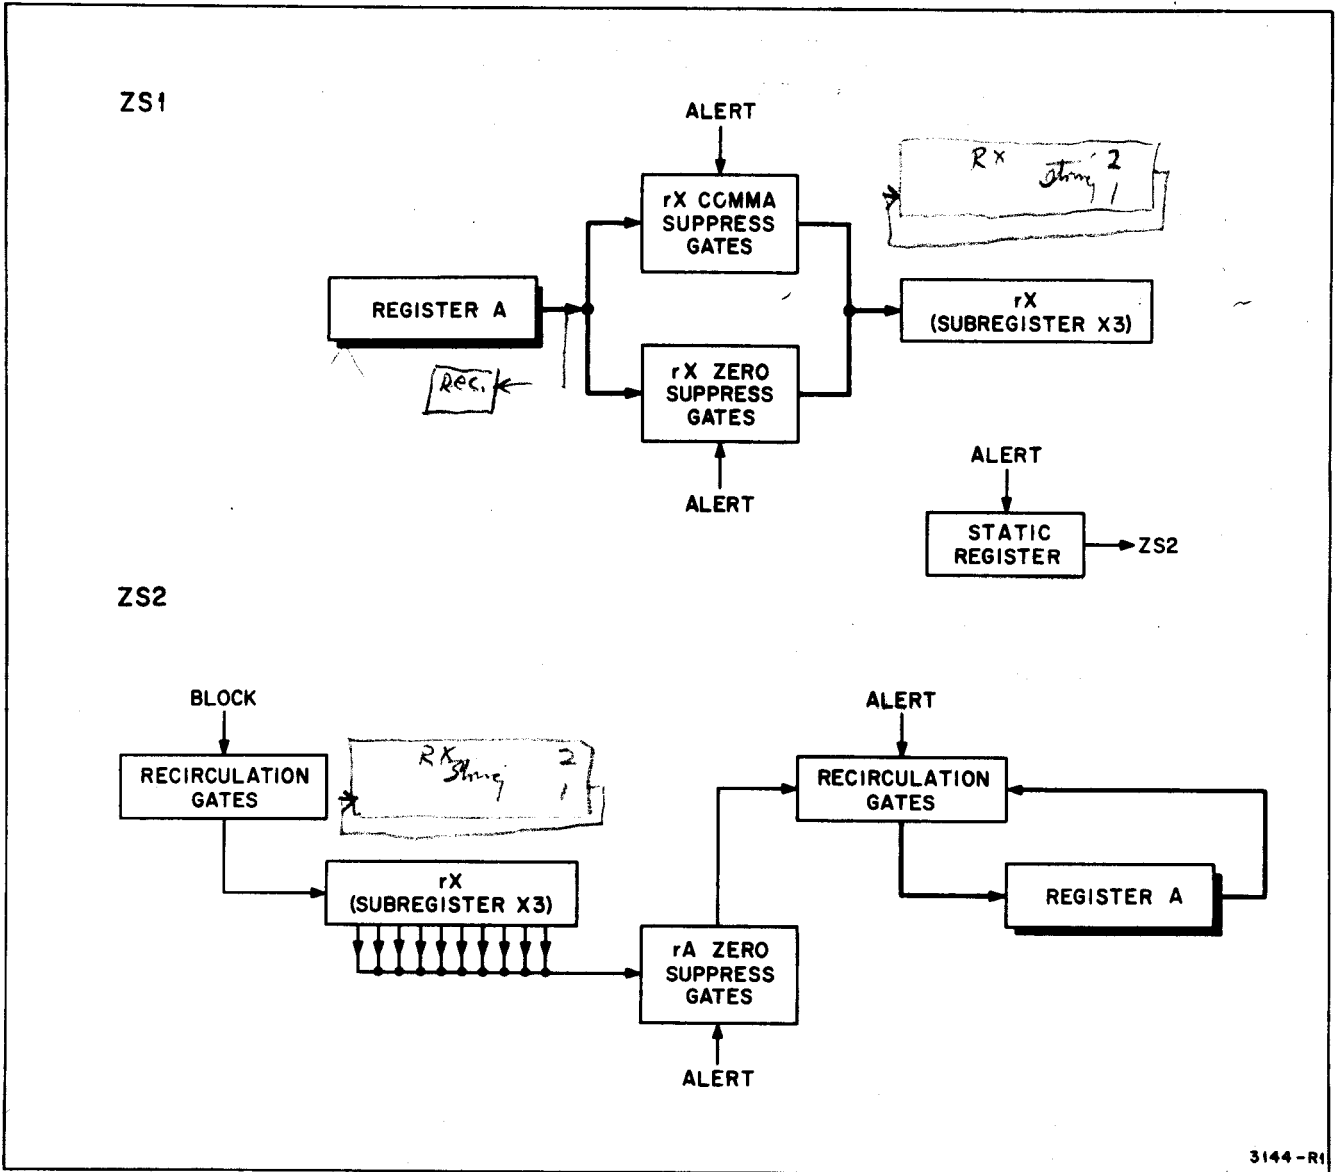 ZS1
ALERT
rX COMMA
SUPPRESS
GATES
RX 2
String 1
REGISTER A
rX
(SUBREGISTER X3)
Rec.
rX ZERO
SUPPRESS
GATES
ALERT
ALERT
STATIC
REGISTER
ZS2
ZS2
BLOCK
RECIRCULATION
GATES
RX 2
String 1
ALERT
RECIRCULATION
GATES
rX
(SUBREGISTER X3)
REGISTER A
rA ZERO
SUPPRESS
GATES
ALERT
3144-R1